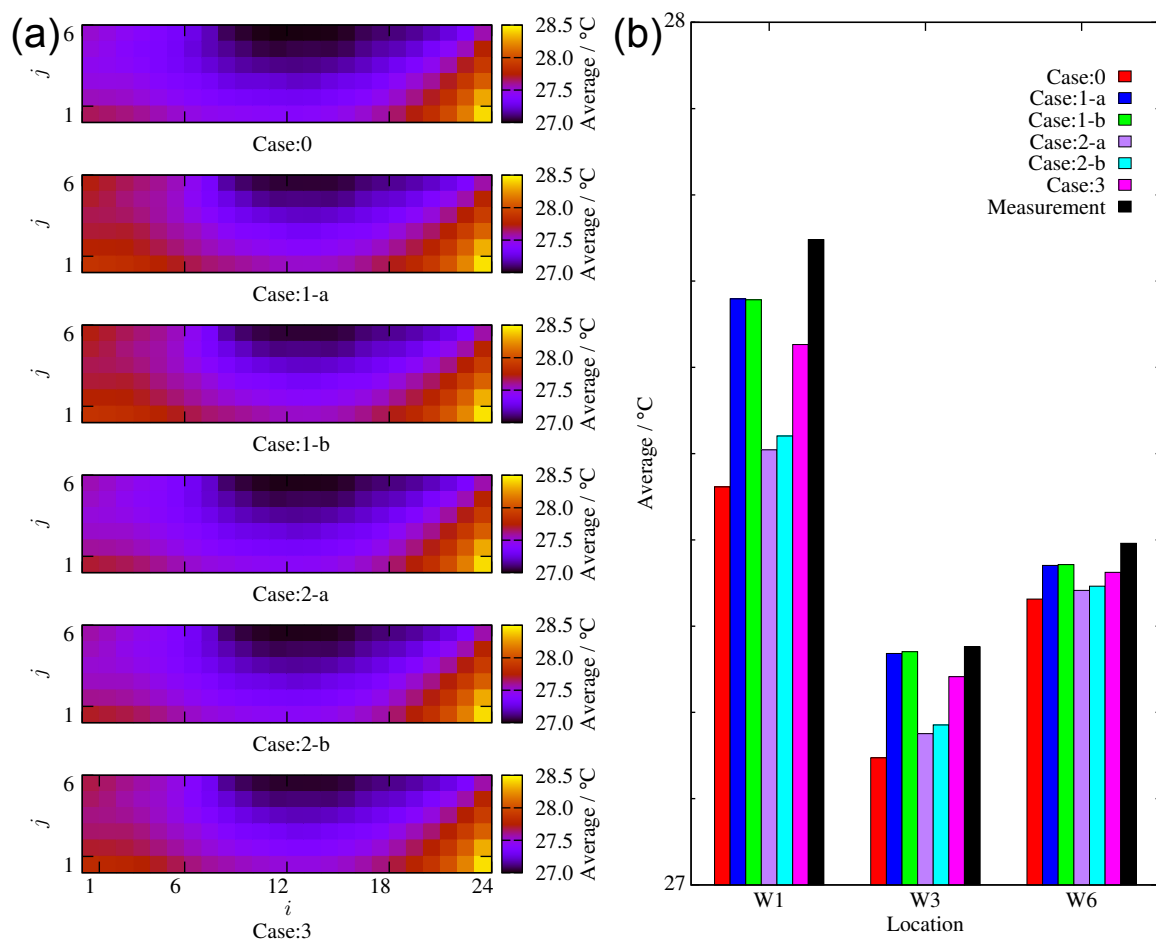 (a)
6
j
1
28.5
28.0
27.5
27.0
Average / °C
Case:0
6
j
1
28.5
28.0
27.5
27.0
Average / °C
Case:1-a
6
j
1
28.5
28.0
27.5
27.0
Average / °C
Case:1-b
6
j
1
28.5
28.0
27.5
27.0
Average / °C
Case:2-a
6
j
1
28.5
28.0
27.5
27.0
Average / °C
Case:2-b
6
j
1
28.5
28.0
27.5
27.0
Average / °C
1 6 12 18 24
i
Case:3
(b)
28
Case:0
Case:1-a
Case:1-b
Case:2-a
Case:2-b
Case:3
Measurement
Average / °C
27
W1 W3 W6
Location